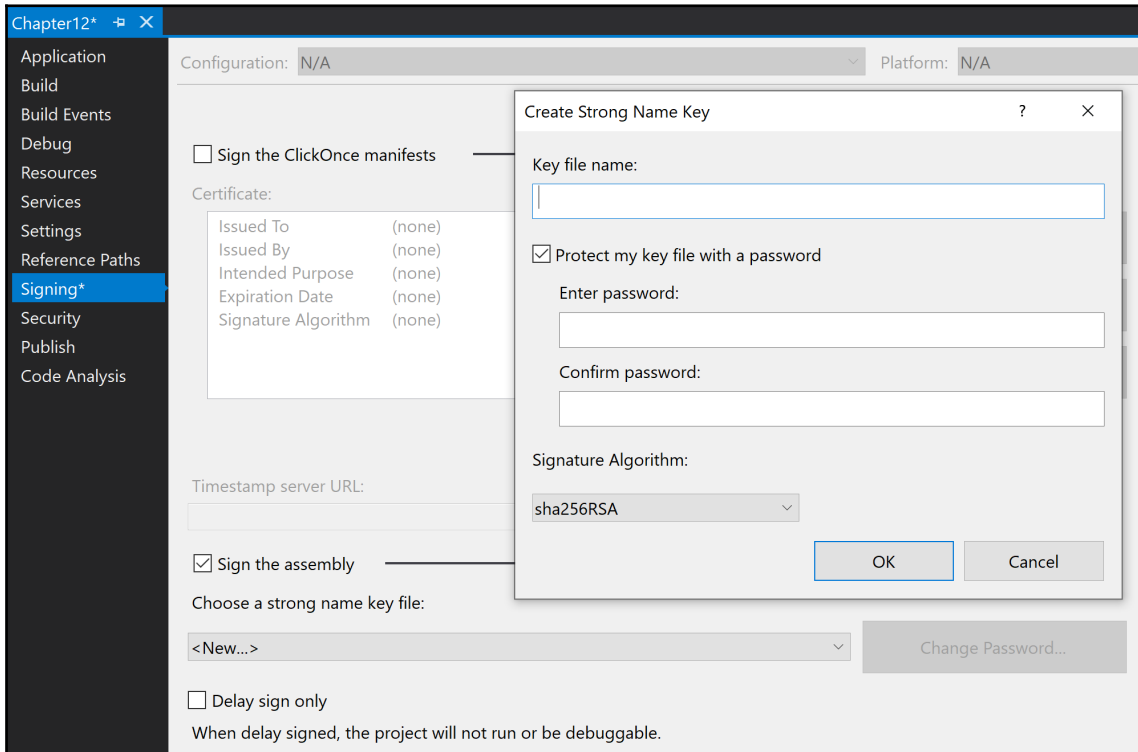 Chapter12*
Application
Build
Build Events
Debug
Resources
Services
Settings
Reference Paths
Signing*
Security
Publish
Code Analysis
Configuration: N/A Platform: N/A
Sign the ClickOnce manifests
Certificate:
Issued To (none)
Issued By (none)
Intended Purpose (none)
Expiration Date (none)
Signature Algorithm (none)
Timestamp server URL:
Sign the assembly
Choose a strong name key file:
<New...>
Change Password...
Delay sign only
When delay signed, the project will not run or be debuggable.
Create Strong Name Key ?
Key file name:
Protect my key file with a password
Enter password:
Confirm password:
Signature Algorithm:
sha256RSA
OK Cancel